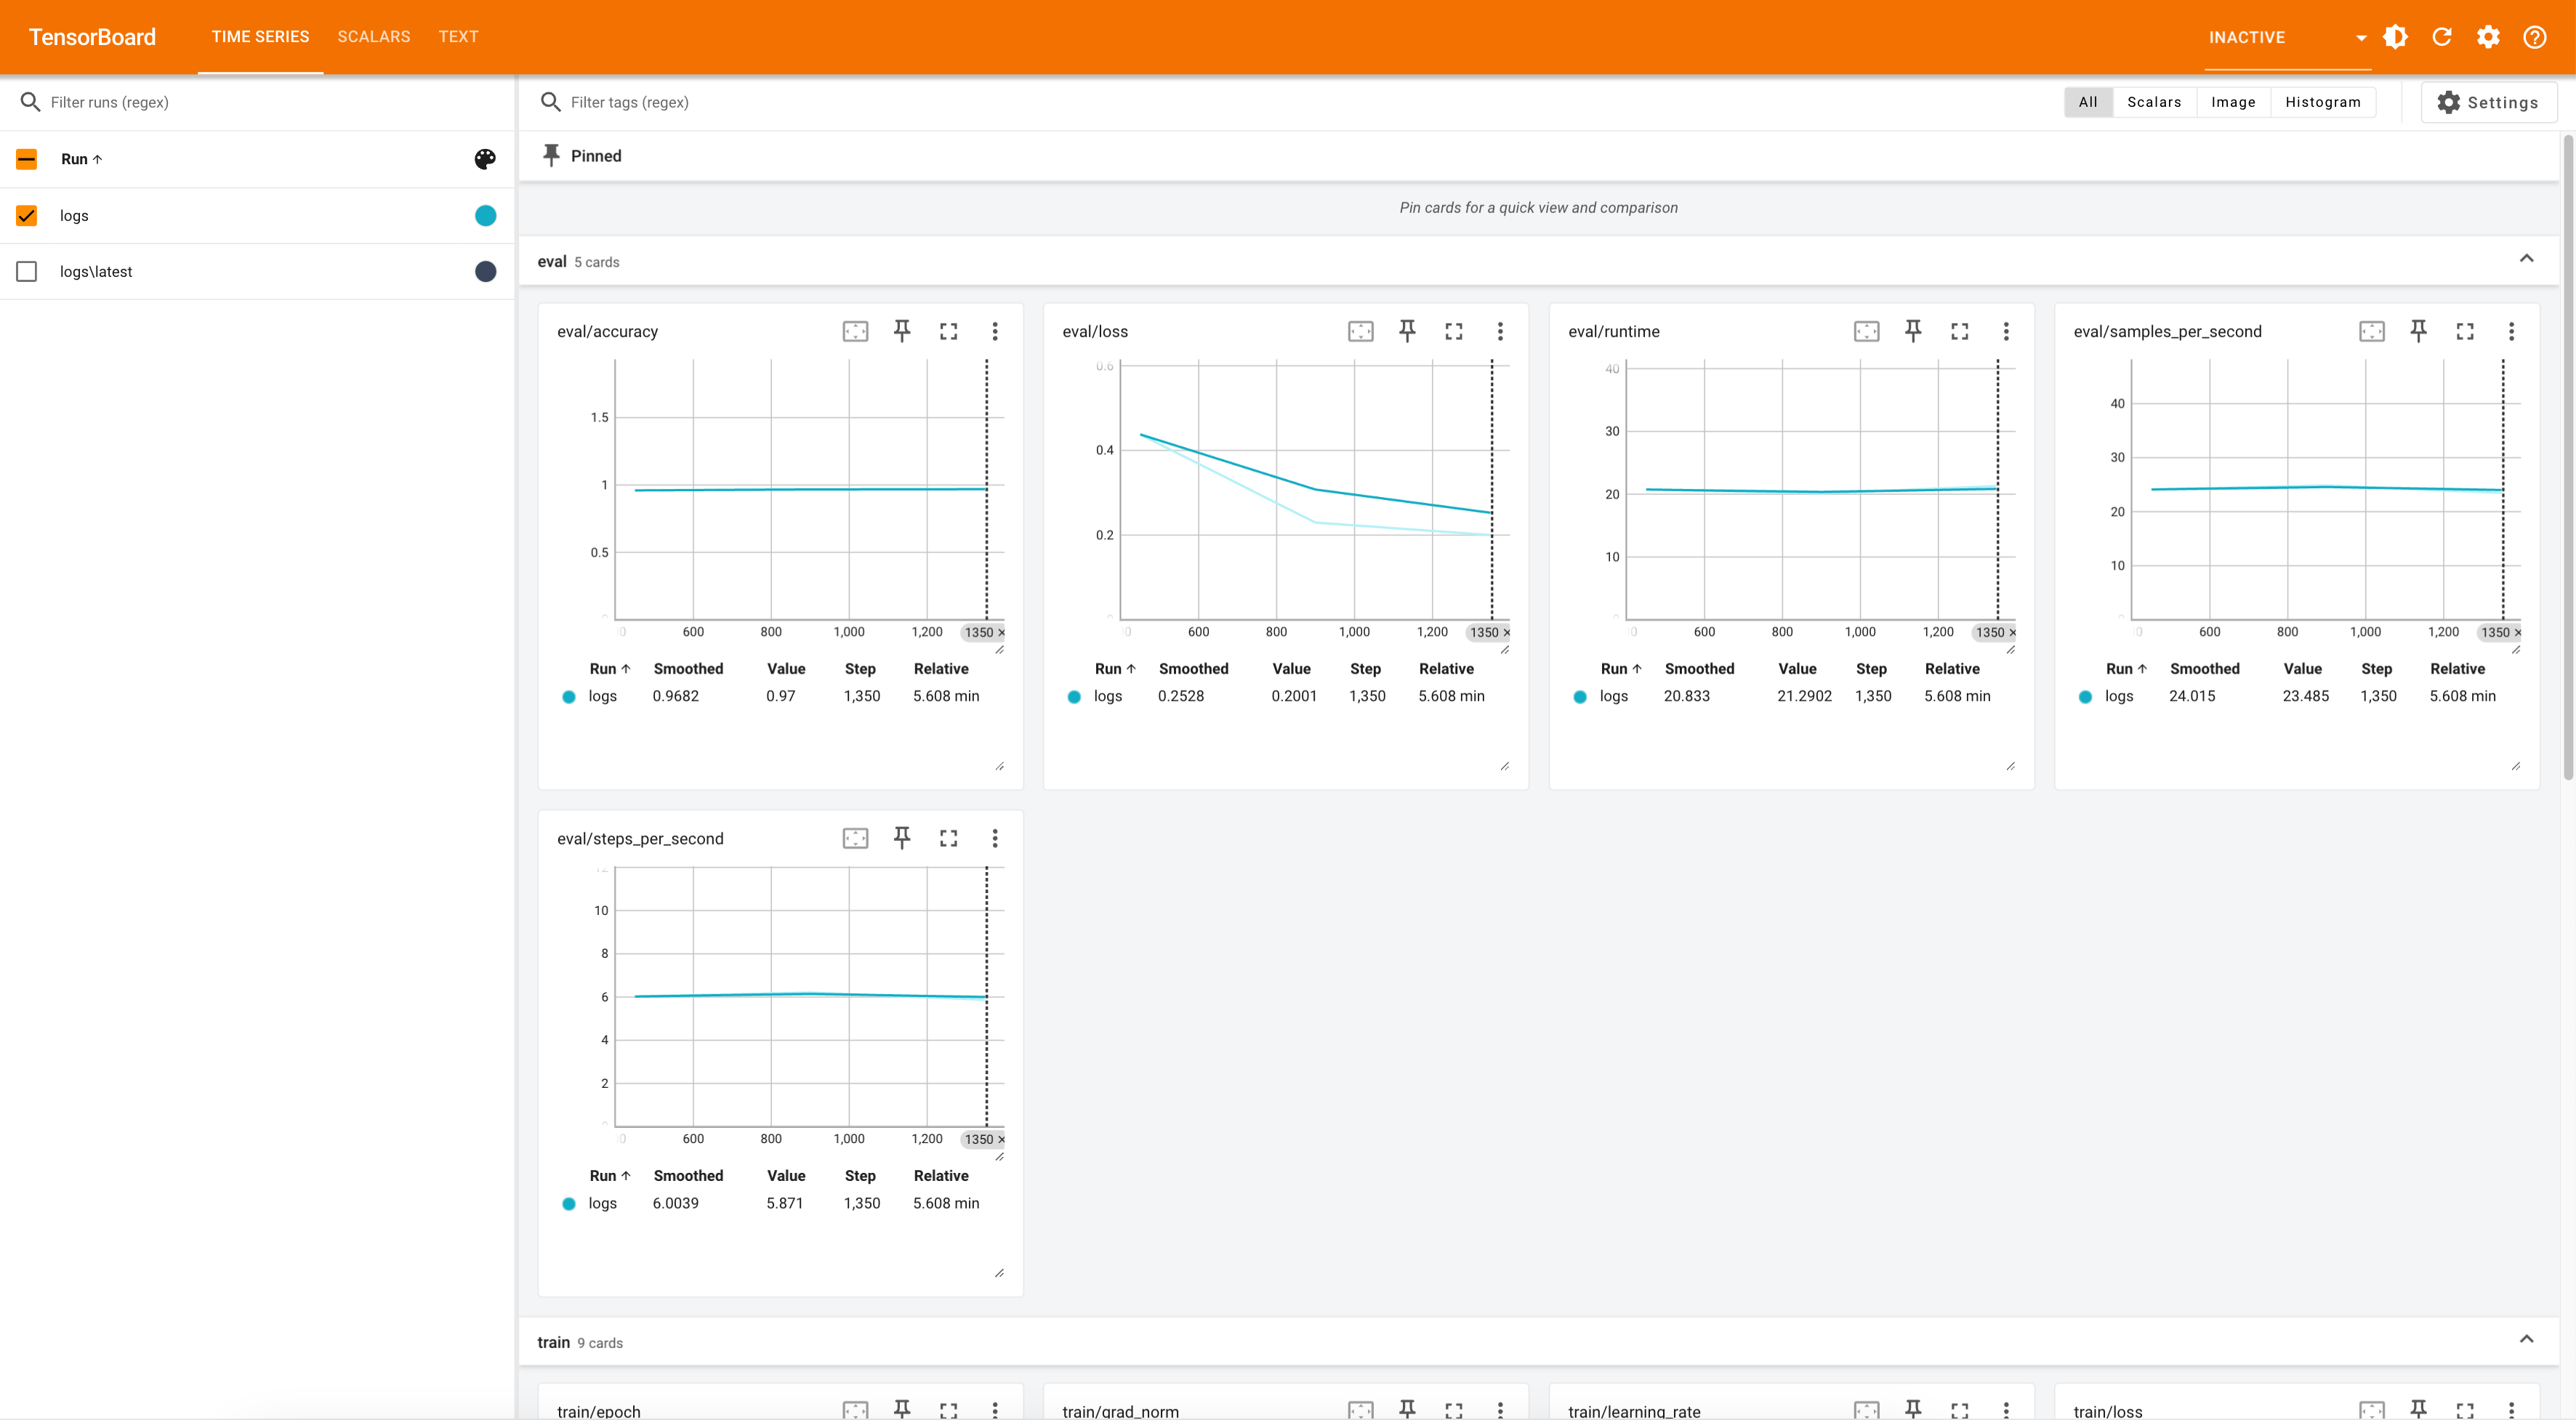 TensorBoard TIME SERIES SCALARS TEXT INACTIVE
Filter runs (regex)
Run ↑
logs
logs\latest
Filter tags (regex) All Scalars Image Histogram Settings
Pinned
Pin cards for a quick view and comparison
eval 5 cards
eval/accuracy
1.5
1
0.5
600 800 1,000 1,200 1350 ×
Run ↑ Smoothed Value Step Relative
logs 0.9682 0.97 1,350 5.608 min
eval/loss
0.6
0.4
0.2
600 800 1,000 1,200 1350 ×
Run ↑ Smoothed Value Step Relative
logs 0.2528 0.2001 1,350 5.608 min
eval/runtime
40
30
20
10
600 800 1,000 1,200 1350 ×
Run ↑ Smoothed Value Step Relative
logs 20.833 21.2902 1,350 5.608 min
eval/samples_per_second
40
30
20
10
600 800 1,000 1,200 1350 ×
Run ↑ Smoothed Value Step Relative
logs 24.015 23.485 1,350 5.608 min
eval/steps_per_second
10
8
6
4
2
600 800 1,000 1,200 1350 ×
Run ↑ Smoothed Value Step Relative
logs 6.0039 5.871 1,350 5.608 min
train 9 cards
train/epoch
train/grad_norm
train/learning_rate
train/loss